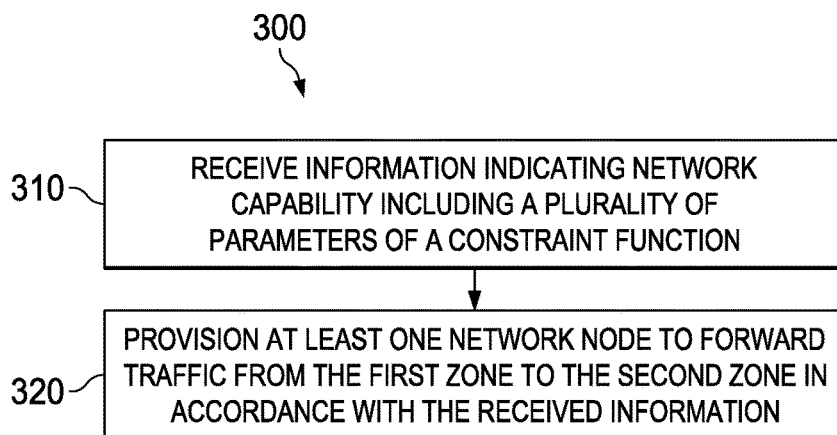 300
310
RECEIVE INFORMATION INDICATING NETWORK
CAPABILITY INCLUDING A PLURALITY OF
PARAMETERS OF A CONSTRAINT FUNCTION
320
PROVISION AT LEAST ONE NETWORK NODE TO FORWARD
TRAFFIC FROM THE FIRST ZONE TO THE SECOND ZONE IN
ACCORDANCE WITH THE RECEIVED INFORMATION